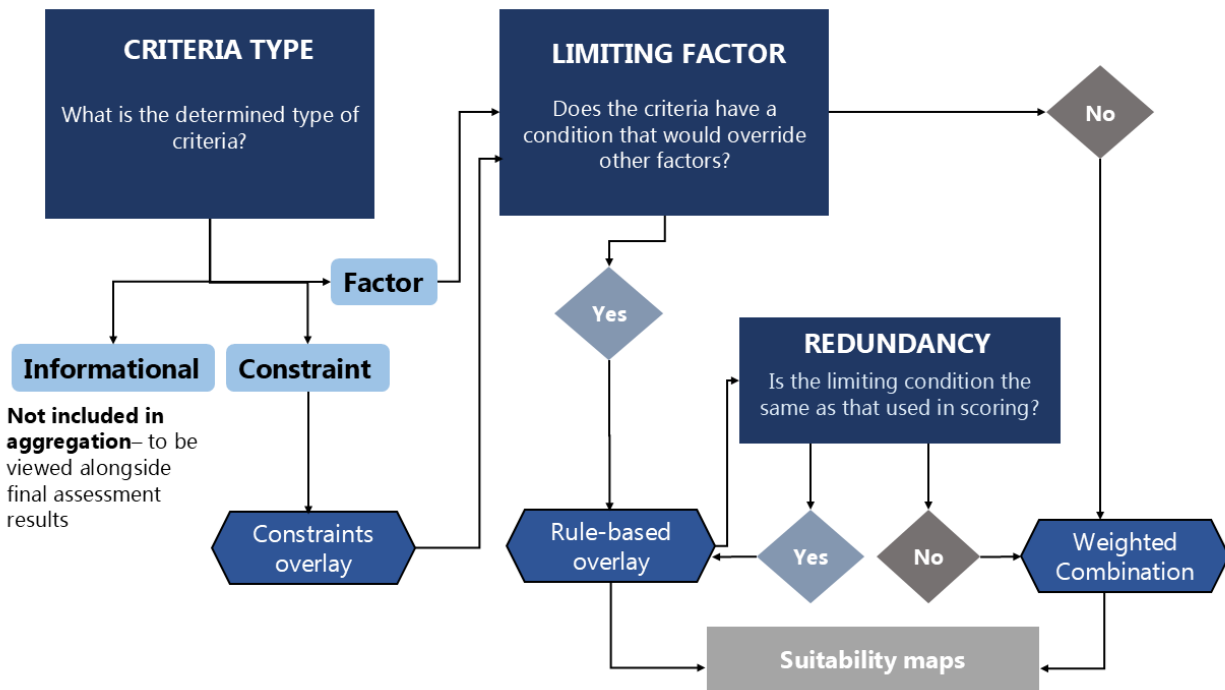 CRITERIA TYPE
What is the determined type of
criteria?
LIMITING FACTOR
Does the criteria have a
condition that would override
other factors?
No
Factor
Yes
Informational
Constraint
Not included in
aggregation– to be
viewed alongside
final assessment
results
REDUNDANCY
Is the limiting condition the
same as that used in scoring?
Constraints
overlay
Rule-based
overlay
Yes
No
Weighted
Combination
Suitability maps